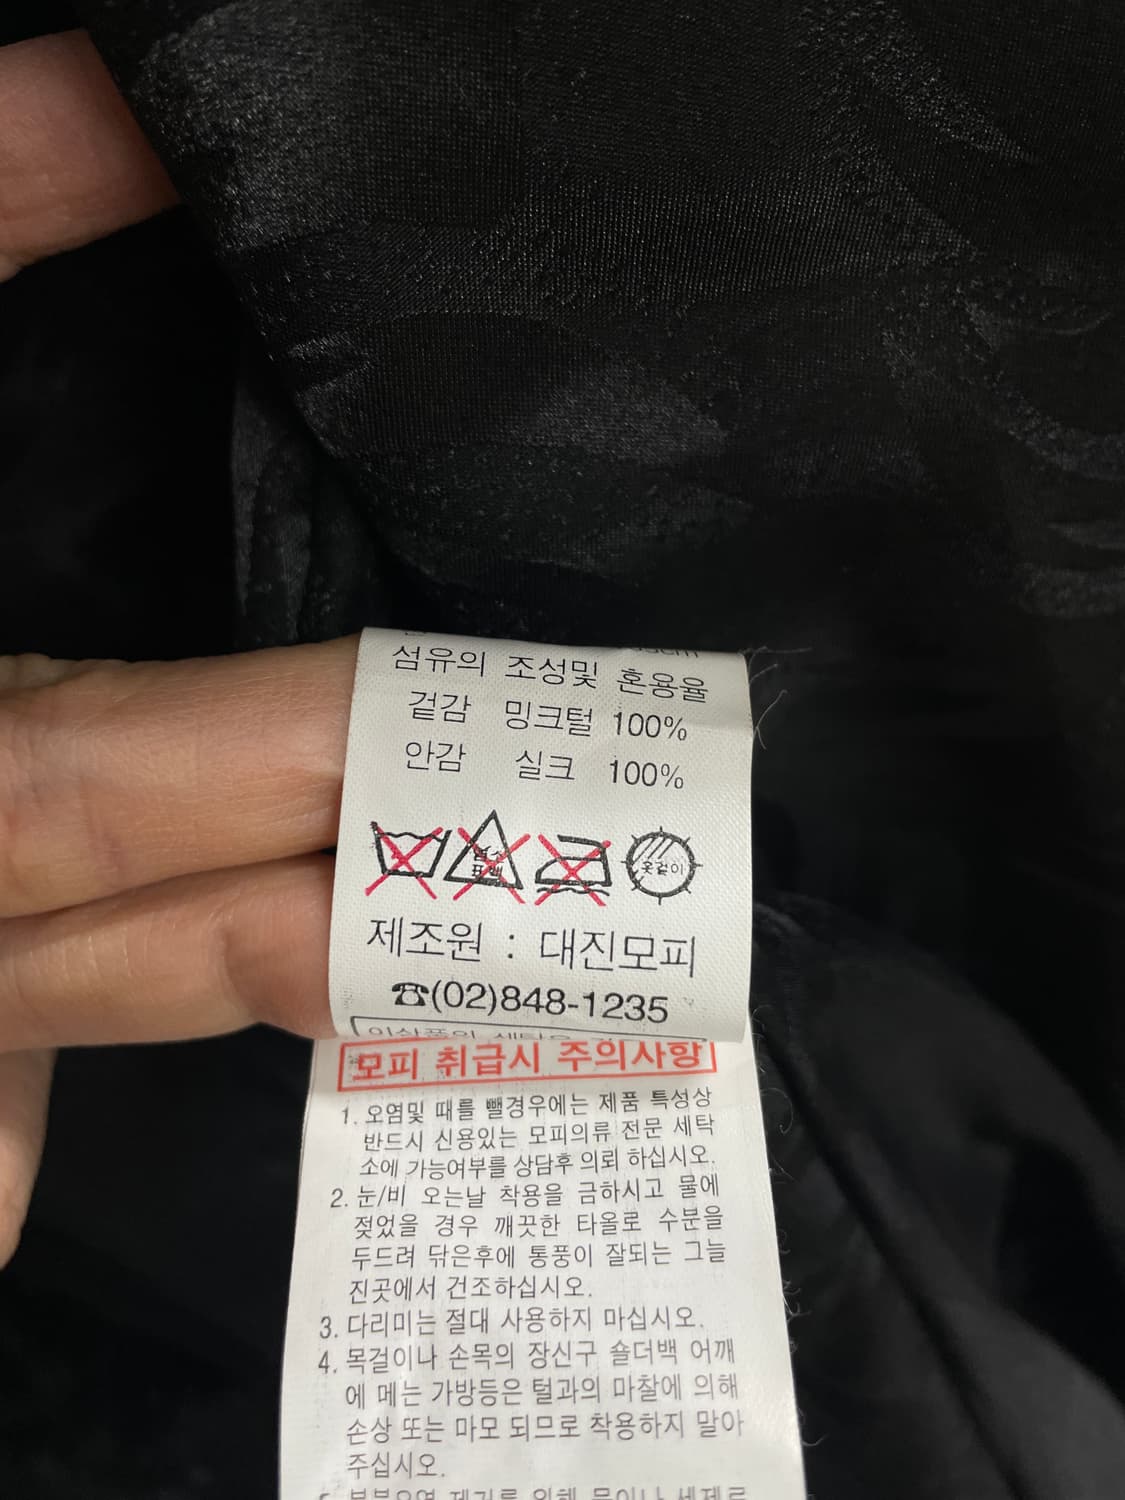 섬유의 조성및 혼용율
겉감 밍크털 100%
안감 실크 100%
염소
표백
옷걸이
제조원 : 대진모피
☎(02)848-1235
모피 취급시 주의사항
1. 오염및 때를 뺄경우에는 제품 특성상
반드시 신용있는 모피의류 전문 세탁
소에 가능여부를 상담후 의뢰 하십시오.
2. 눈/비 오는날 착용을 금하시고 물에
젖었을 경우 깨끗한 타올로 수분을
두드려 닦은후에 통풍이 잘되는 그늘
진곳에서 건조하십시오.
3. 다리미는 절대 사용하지 마십시오.
4. 목걸이나 손목의 장신구 숄더백 어깨
에 메는 가방등은 털과의 마찰에 의해
손상 또는 마모 되므로 착용하지 말아
주십시오.